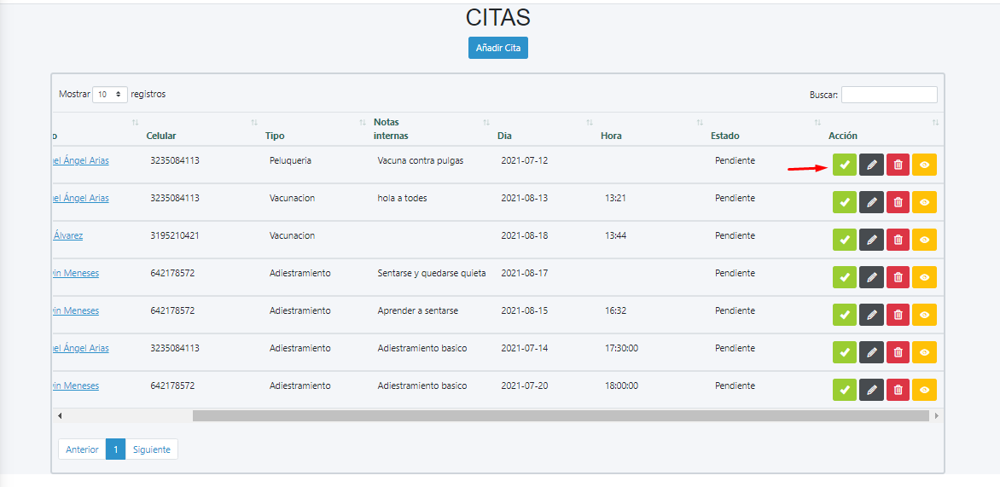 CITAS
Añadir Cita
Mostrar 10 registros Buscar:
o Celular Tipo Notas internas Dia Hora Estado Acción
el Ángel Arias 3235084113 Peluqueria Vacuna contra pulgas 2021-07-12 Pendiente
el Ángel Arias 3235084113 Vacunacion hola a todes 2021-08-13 13:21 Pendiente
Álvarez 3195210421 Vacunacion 2021-08-18 13:44 Pendiente
in Meneses 642178572 Adiestramiento Sentarse y quedarse quieta 2021-08-17 Pendiente
in Meneses 642178572 Adiestramiento Aprender a sentarse 2021-08-15 16:32 Pendiente
el Ángel Arias 3235084113 Adiestramiento Adiestramiento basico 2021-07-14 17:30:00 Pendiente
in Meneses 642178572 Adiestramiento Adiestramiento basico 2021-07-20 18:00:00 Pendiente
Anterior 1 Siguiente